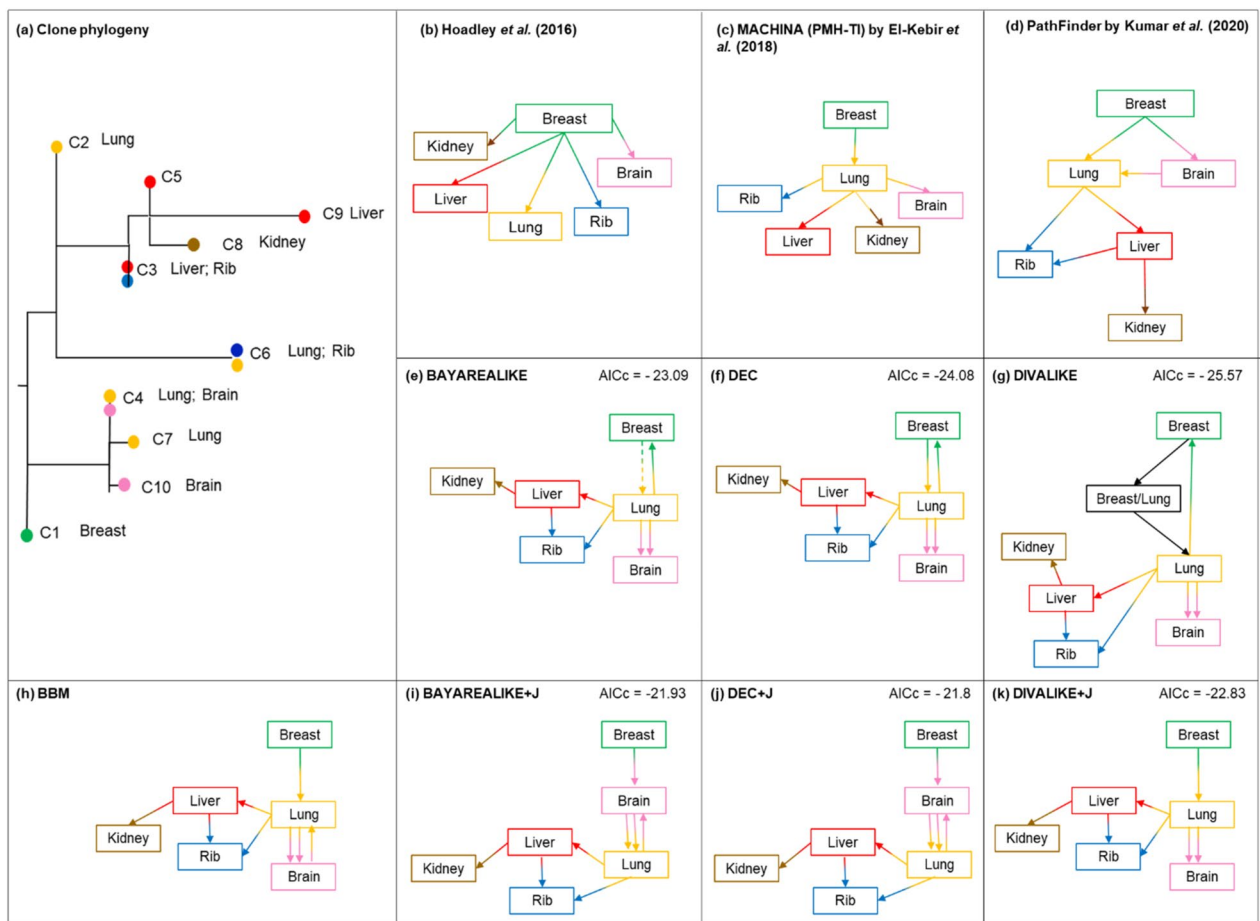 (a) Clone phylogeny
C2 Lung
C5
C9 Liver
C8 Kidney
C3 Liver; Rib
C6 Lung; Rib
C4 Lung; Brain
C7 Lung
C10 Brain
C1 Breast
(b) Hoadley et al. (2016)
Breast
Kidney
Brain
Liver
Lung
Rib
(c) MACHINA (PMH-TI) by El-Kebir et
al. (2018)
Breast
Lung
Rib
Brain
Liver
Kidney
(d) PathFinder by Kumar et al. (2020)
Breast
Lung
Brain
Rib
Liver
Kidney
(e) BAYAREALIKE AICc = - 23.09
Breast
Kidney
Liver
Lung
Rib
Brain
(f) DEC AICc = -24.08
Breast
Kidney
Liver
Lung
Rib
Brain
(g) DIVALIKE AICc = - 25.57
Breast
Breast/Lung
Kidney
Lung
Liver
Brain
Rib
(h) BBM
Breast
Liver
Lung
Kidney
Rib
Brain
(i) BAYAREALIKE+J AICc = -21.93
Breast
Brain
Liver
Lung
Kidney
Rib
(j) DEC+J AICc = - 21.8
Breast
Brain
Liver
Lung
Kidney
Rib
(k) DIVALIKE+J AICc = -22.83
Breast
Liver
Lung
Kidney
Rib
Brain